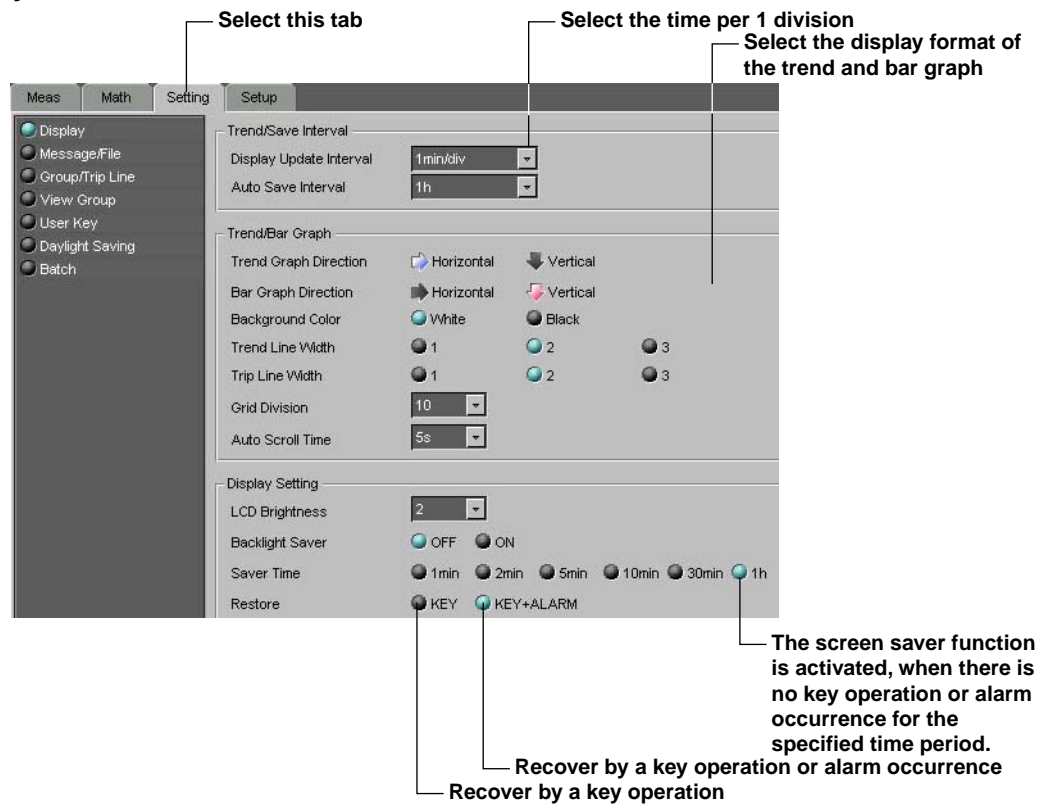 Select this tab
Select the time per 1 division
Select the display format of
the trend and bar graph
Meas Math Setting Setup
Display
Message/File
Group/Trip Line
View Group
User Key
Daylight Saving
Batch
Trend/Save Interval
Display Update Interval 1min/div
Auto Save Interval 1h
Trend/Bar Graph
Trend Graph Direction Horizontal Vertical
Bar Graph Direction Horizontal Vertical
Background Color White Black
Trend Line Width 1 2 3
Trip Line Width 1 2 3
Grid Division 10
Auto Scroll Time 5s
Display Setting
LCD Brightness 2
Backlight Saver OFF ON
Saver Time 1min 2min 5min 10min 30min 1h
Restore KEY KEY+ALARM
The screen saver function
is activated, when there is
no key operation or alarm
occurrence for the
specified time period.
Recover by a key operation or alarm occurrence
Recover by a key operation